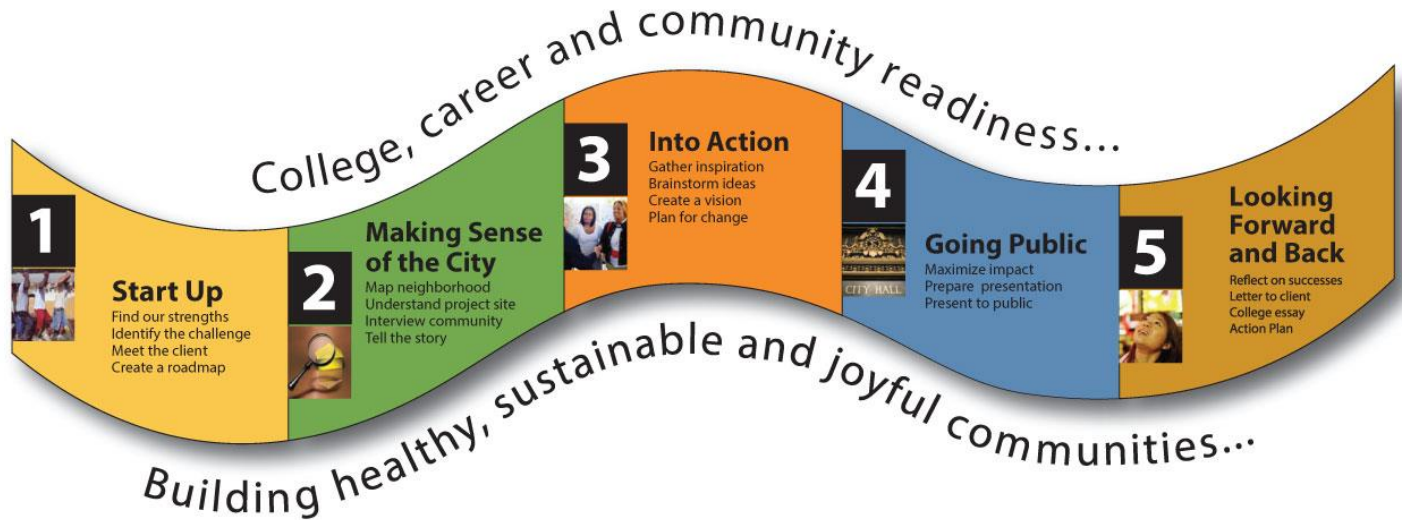 College, career and community readiness...
1
Start Up
Find our strengths
Identify the challenge
Meet the client
Create a roadmap
2
Making Sense
of the City
Map neighborhood
Understand project site
Interview community
Tell the story
3
Into Action
Gather inspiration
Brainstorm ideas
Create a vision
Plan for change
4
CITY HALL
Going Public
Maximize impact
Prepare presentation
Present to public
5
Looking
Forward
and Back
Reflect on successes
Letter to client
College essay
Action Plan
Building healthy, sustainable and joyful communities...